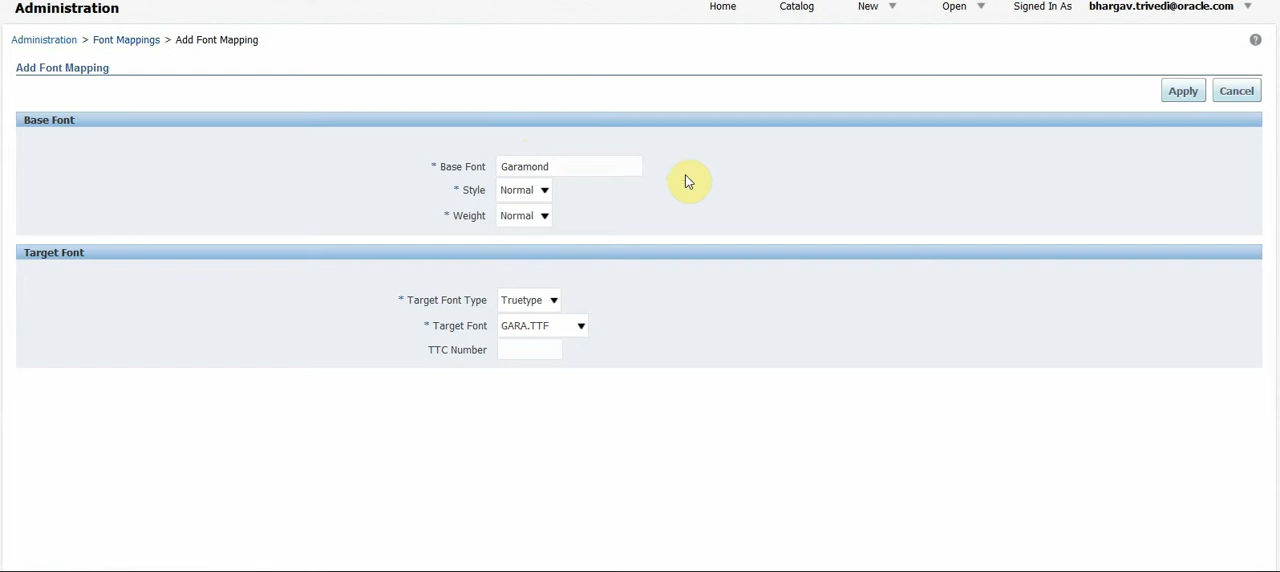 Administration
Home Catalog New Open Signed In As bhargav.trivedi@oracle.com
Administration > Font Mappings > Add Font Mapping
?
Add Font Mapping
Apply Cancel
Base Font
* Base Font Garamond
* Style Normal
* Weight Normal
Target Font
* Target Font Type Truetype
* Target Font GARA.TTF
TTC Number